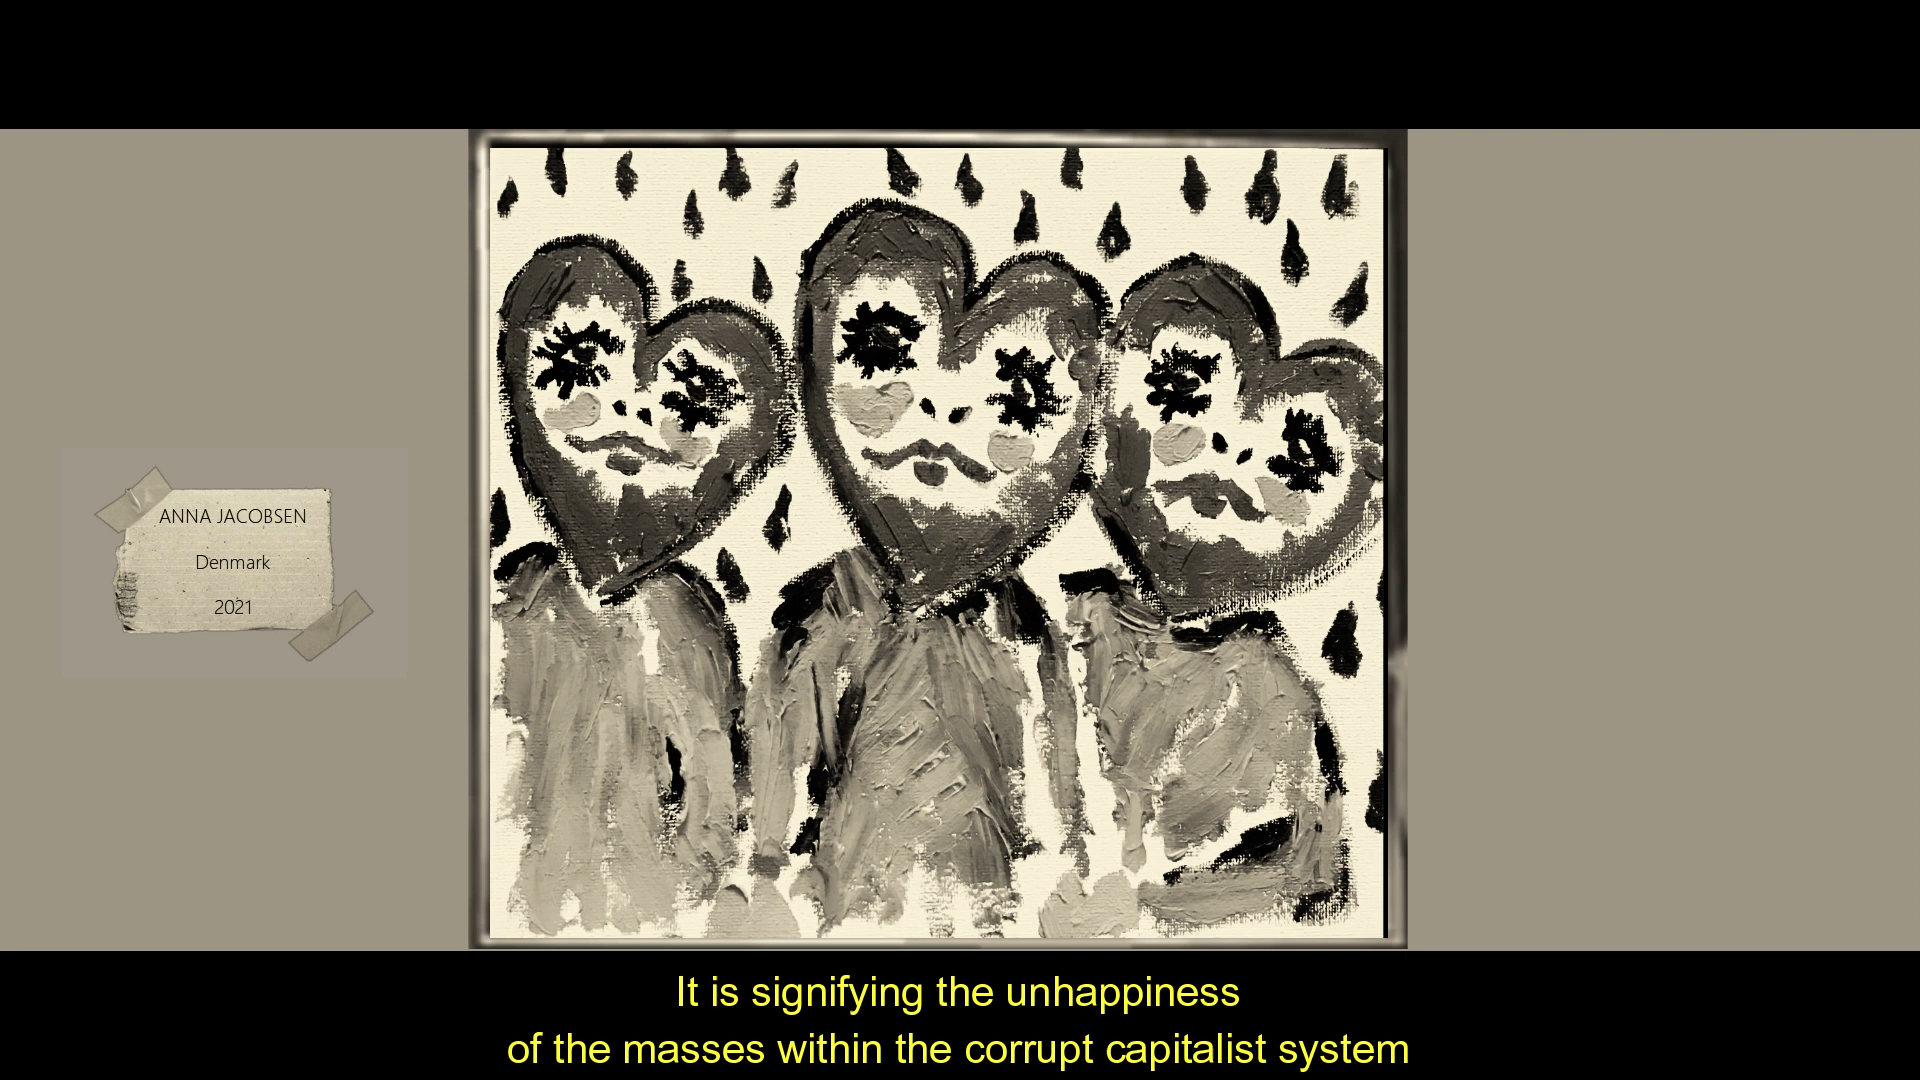 ANNA JACOBSEN
Denmark
2021
It is signifying the unhappiness
of the masses within the corrupt capitalist system